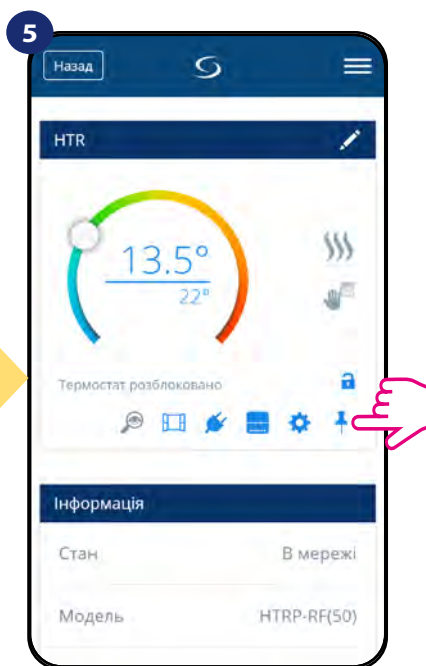 5
Назад
HTR
13.5°
22°
Термостат розблоковано
Інформація
Стан В мережі
Модель HTRP-RF(50)